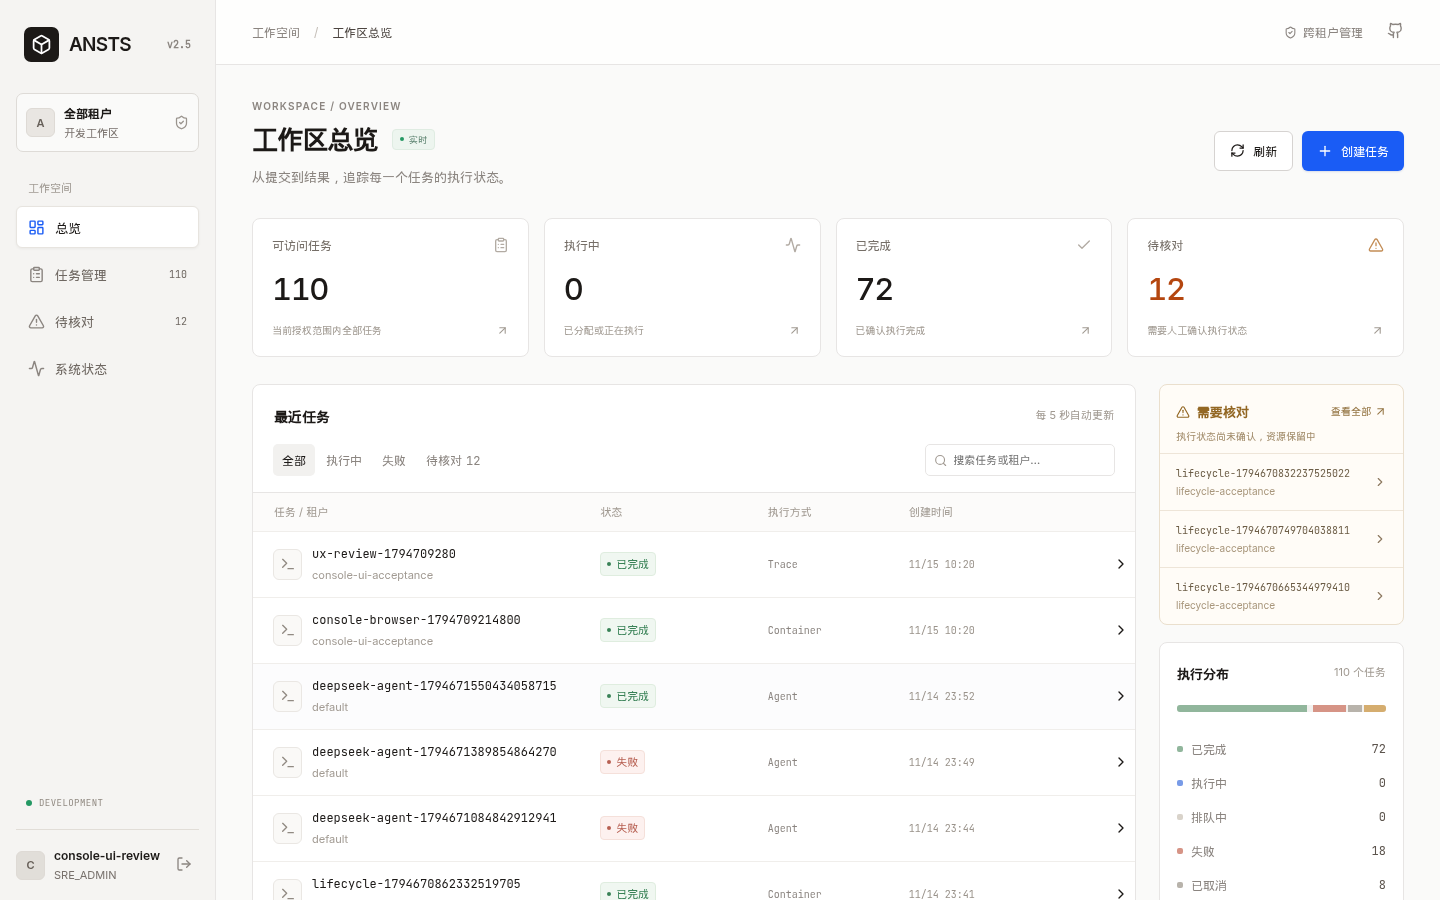 ANSTS
v2.5
A
全部租户
开发工作区
工作空间
总览
任务管理 110
待核对 12
系统状态
DEVELOPMENT
C
console-ui-review
SRE_ADMIN
工作空间 / 工作区总览
跨租户管理
WORKSPACE / OVERVIEW
工作区总览
实时
从提交到结果，追踪每一个任务的执行状态。
刷新
创建任务
可访问任务
110
当前授权范围内全部任务
执行中
0
已分配或正在执行
已完成
72
已确认执行完成
待核对
12
需要人工确认执行状态
最近任务
每 5 秒自动更新
全部 执行中 失败 待核对 12
搜索任务或租户...
任务 / 租户 状态 执行方式 创建时间
ux-review-1794709280
console-ui-acceptance
已完成 Trace 11/15 10:20
console-browser-1794709214800
console-ui-acceptance
已完成 Container 11/15 10:20
deepseek-agent-1794671550434058715
default
已完成 Agent 11/14 23:52
deepseek-agent-1794671389854864270
default
失败 Agent 11/14 23:49
deepseek-agent-1794671084842912941
default
失败 Agent 11/14 23:44
lifecycle-1794670862332519705
已完成 Container 11/14 23:41
需要核对
查看全部
执行状态尚未确认，资源保留中
lifecycle-1794670832237525022
lifecycle-acceptance
lifecycle-1794670749704038811
lifecycle-acceptance
lifecycle-1794670665344979410
lifecycle-acceptance
执行分布
110 个任务
已完成 72
执行中 0
排队中 0
失败 18
已取消 8